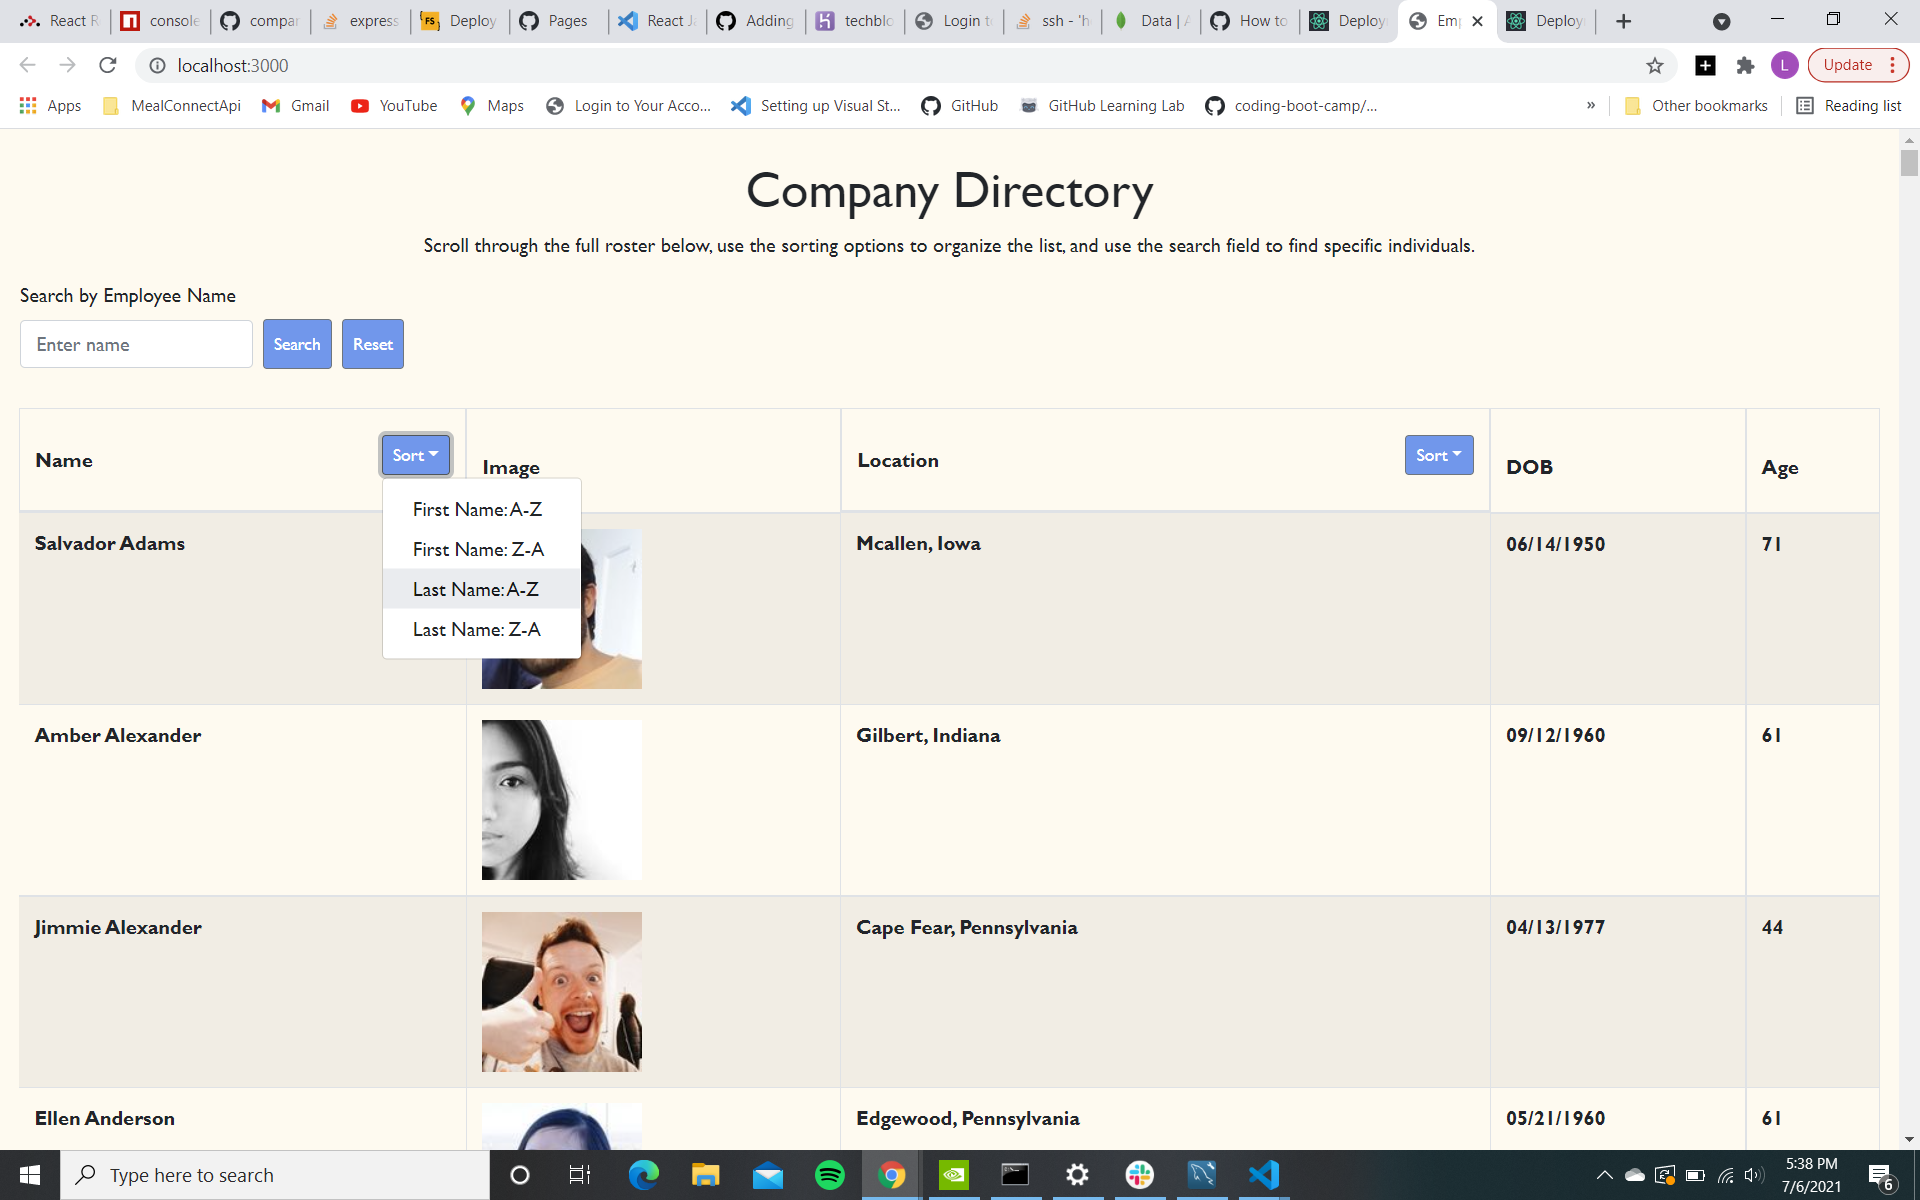 React R
console
compar
express
Deploy
Pages
React Ja
Adding
techblo
Login to
ssh - 'h
Data | A
How to
Deploy
Em
Deploy
localhost:3000
L
Update
Apps
MealConnectApi
Gmail
YouTube
Maps
Login to Your Acco...
Setting up Visual St...
GitHub
GitHub Learning Lab
coding-boot-camp/...
»
Other bookmarks
Reading list
Company Directory
Scroll through the full roster below, use the sorting options to organize the list, and use the search field to find specific individuals.
Search by Employee Name
Enter name
Search
Reset
Name
Sort
Image
Location
Sort
DOB
Age
First Name: A-Z
First Name: Z-A
Last Name: A-Z
Last Name: Z-A
Salvador Adams
Mcallen, Iowa
06/14/1950
71
Amber Alexander
Gilbert, Indiana
09/12/1960
61
Jimmie Alexander
Cape Fear, Pennsylvania
04/13/1977
44
Ellen Anderson
Edgewood, Pennsylvania
05/21/1960
61
Type here to search
5:38 PM
7/6/2021
6